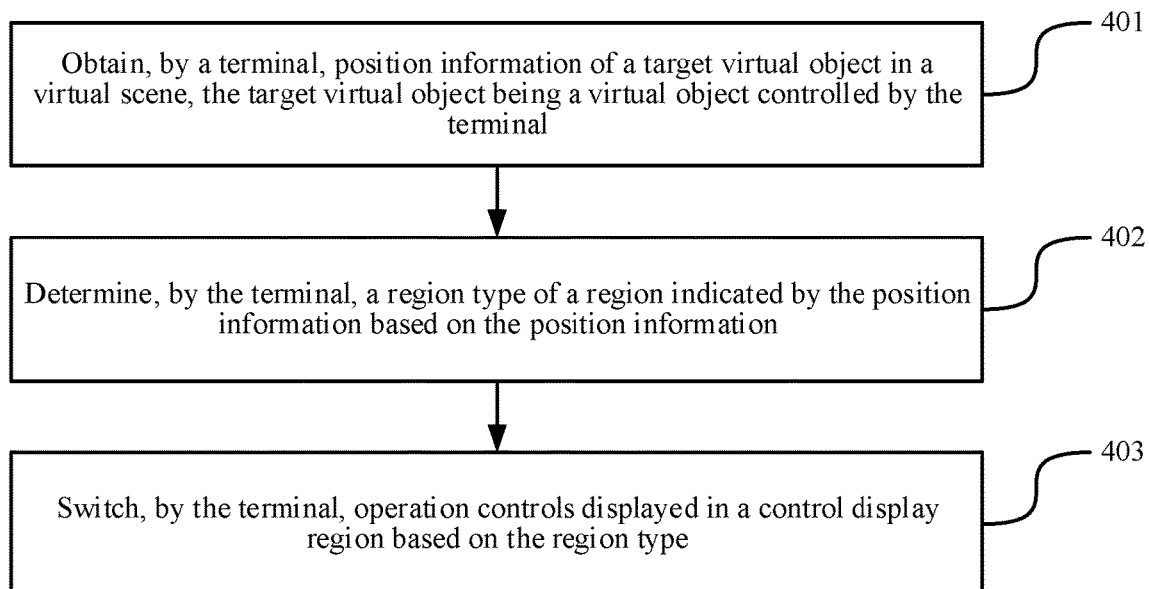 401
Obtain, by a terminal, position information of a target virtual object in a
virtual scene, the target virtual object being a virtual object controlled by the
terminal
402
Determine, by the terminal, a region type of a region indicated by the position
information based on the position information
403
Switch, by the terminal, operation controls displayed in a control display
region based on the region type